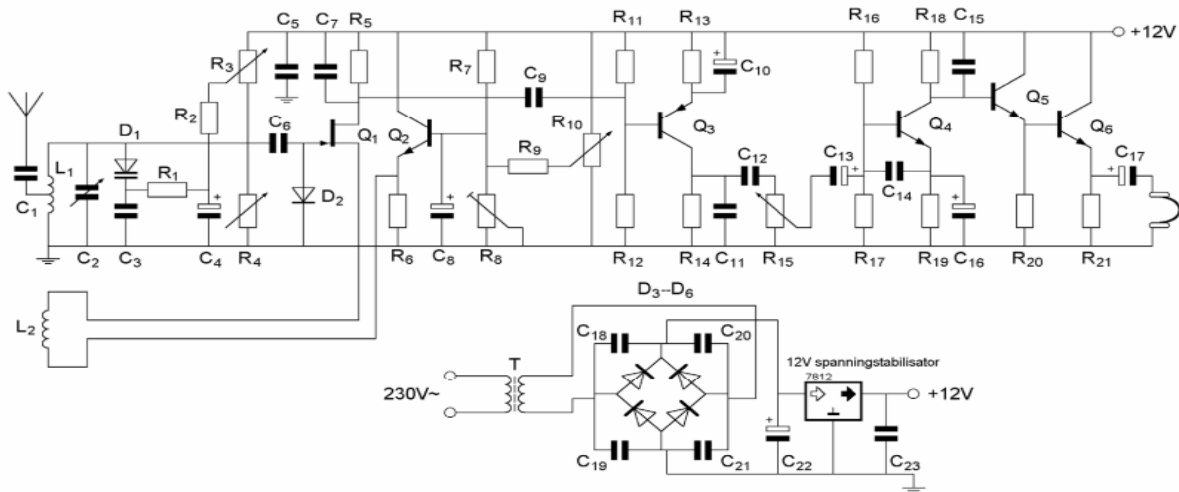 C5 C7 R5 R11 R13 R16 R18 C15
+12V
R3 R7 C9 C10
R2 R10 Q5
D1 C6 Q1 Q2 Q3 Q4 Q6
L1 R1 R9 C12 C13 C17
C1 D2 C14
C2 C3 C4 R4 R6 C8 R8 R12 R14 C11 R15 R17 R19 C16 R20 R21
L2
D3--D6
C18 C20
T
12V spanningstabilisator
7812
230V~
+12V
C19 C21 C22 C23
+
+
+
+
+
+
+